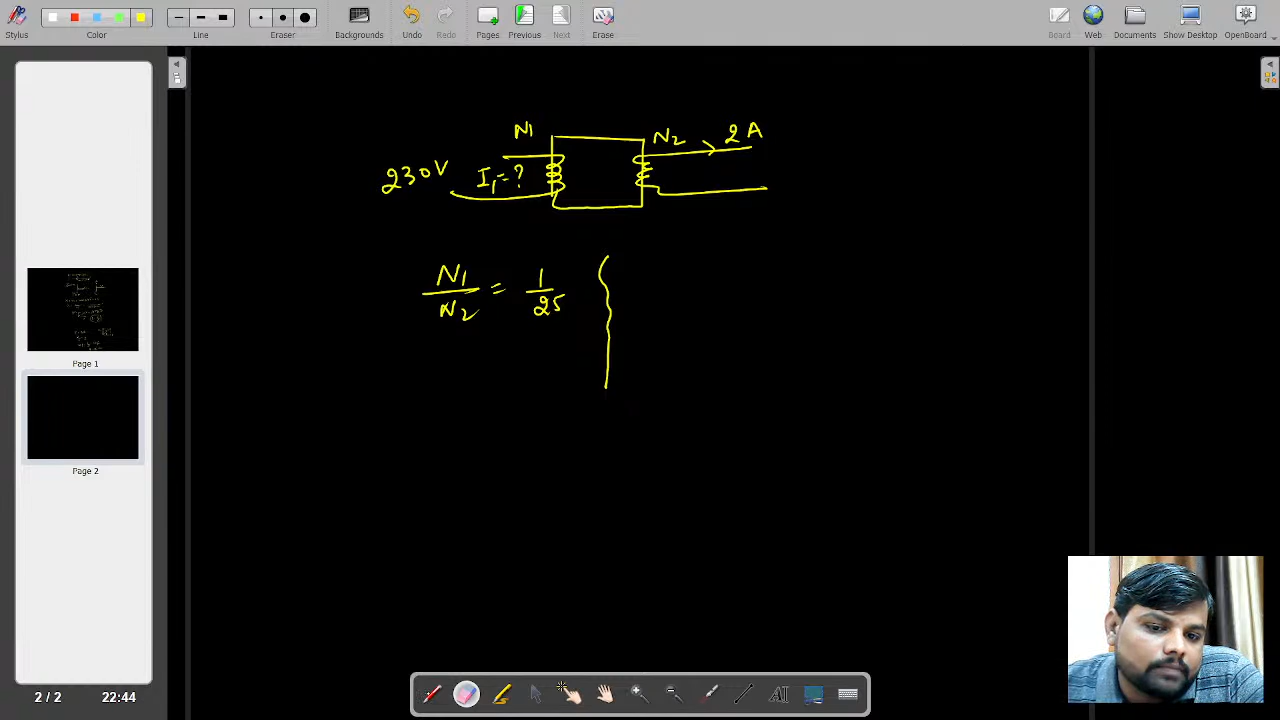 Stylus
Color
Line
Eraser
Backgrounds
Undo
Redo
Pages
Previous
Next
Erase
Board
Web
Documents
Show Desktop
OpenBoard
N1
N2
2 A
230V
I1 = ?
N1/N2 = 1/25
Page 1
Page 2
2 / 2
22:44
AI